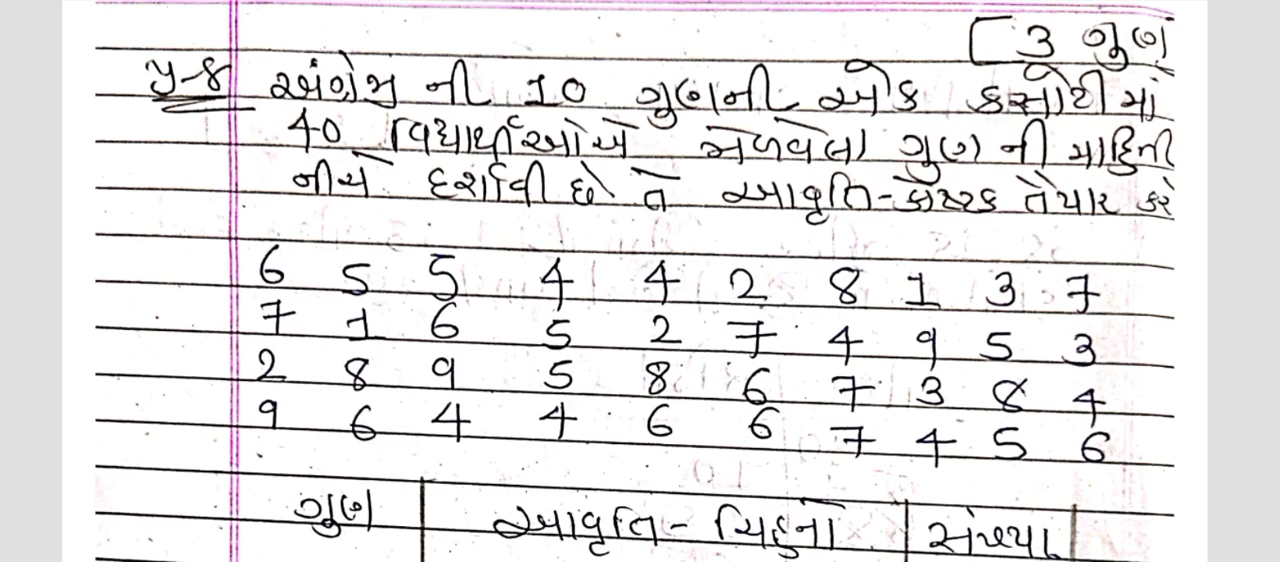 [3 ગુણ
પ્ર-૪ અંગ્રેજી ની 10 ગુણની એક કસોટી માં
40 વિદ્યાર્થીઓએ મેળવેલા ગુણ ની માહિતી
નીચે દર્શાવી છે તે આવૃતિ-કોષ્ટક તૈયાર કરો
6 5 5 4 4 2 8 1 3 7
7 1 6 5 2 7 4 9 5 3
2 8 9 5 8 6 7 3 8 4
9 6 4 4 6 6 7 4 5 6
ગુણ આવૃતિ-ચિહનો સંખ્યા